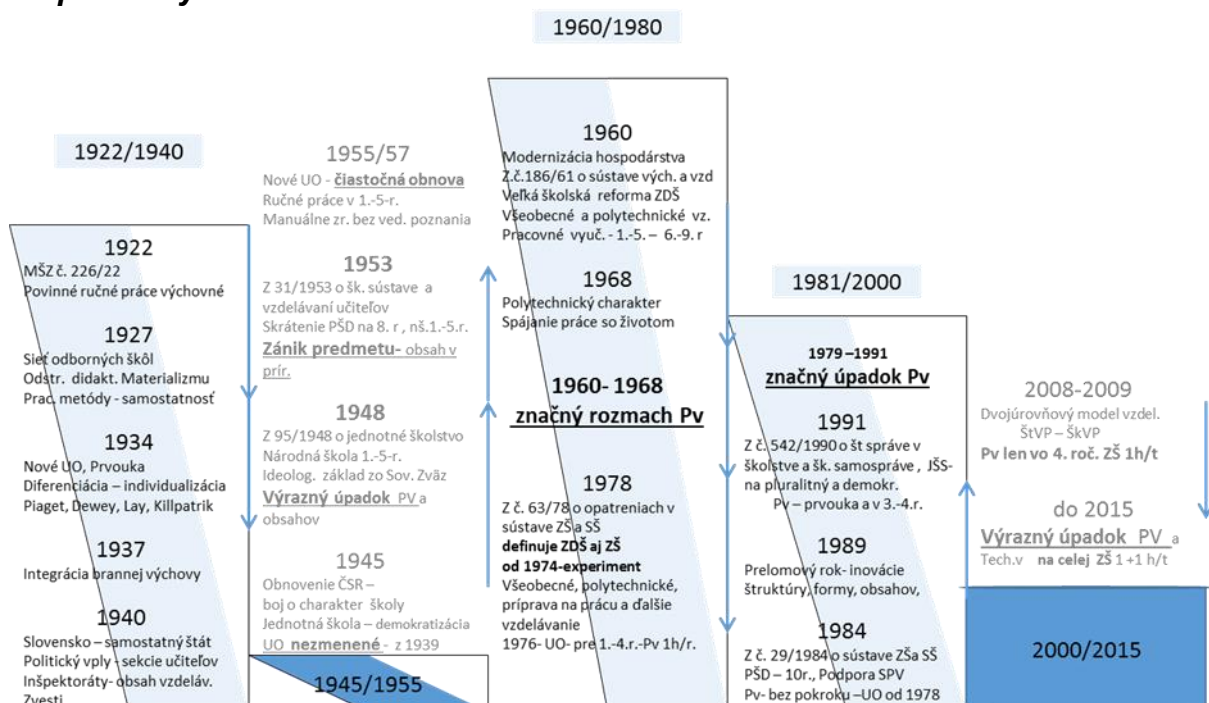 1960/1980
1922/1940
1922
MŠZ č. 226/22
Povinné ručné práce výchovné
1927
Sieť odborných škôl
Odstr. didakt. Materializmu
Prac. metódy - samostatnosť
1934
Nové UO, Prvouka
Diferenciácia – individualizácia
Piaget, Dewey, Lay, Killpatrik
1937
Integrácia brannej výchovy
1940
Slovensko – samostatný štát
Politický vply - sekcie učiteľov
Inšpektoráty- obsah vzdeláv.
Zvesti
1955/57
Nové UO - čiastočná obnova
Ručné práce v 1.-5-r.
Manuálne zr. bez ved. poznania
1953
Z 31/1953 o šk. sústave a
vzdelávaní učiteľov
Skrátenie PŠD na 8. r , nš.1.-5.r.
Zánik predmetu- obsah v
prír.
1948
Z 95/1948 o jednotné školstvo
Národná škola 1.-5-r.
Ideolog. základ zo Sov. Zväz
Výrazný úpadok PV a
obsahov
1945
Obnovenie ČSR –
boj o charakter školy
Jednotná škola – demokratizácia
UO nezmenené - z 1939
1945/1955
1960
Modernizácia hospodárstva
Z.č.186/61 o sústave vých. a vzd
Veľká školská reforma ZDŠ
Všeobecné a polytechnické vz.
Pracovné vyuč. - 1.-5. – 6.-9. r
1968
Polytechnický charakter
Spájanie práce so životom
1960- 1968
značný rozmach Pv
1978
Z č. 63/78 o opatreniach v
sústave ZŠ a SŠ
definuje ZDŠ aj ZŠ
od 1974-experiment
Všeobecné, polytechnické,
príprava na prácu a ďalšie
vzdelávanie
1976- UO- pre 1.-4.r.-Pv 1h/r.
1981/2000
1979 –1991
značný úpadok Pv
1991
Z č. 542/1990 o št správe v
školstve a šk. samospráve , JŠS-
na pluralitný a demokr.
Pv – prvouka a v 3.-4.r.
1989
Prelomový rok- inovácie
štruktúry, formy, obsahov,
1984
Z č. 29/1984 o sústave ZŠa SŠ
PŠD – 10r., Podpora SPV
Pv- bez pokroku –UO od 1978
2008-2009
Dvojúrovňový model vzdel.
ŠtVP – ŠkVP
Pv len vo 4. roč. ZŠ 1h/t
do 2015
Výrazný úpadok PV a
Tech.v na celej ZŠ 1 +1 h/t
2000/2015